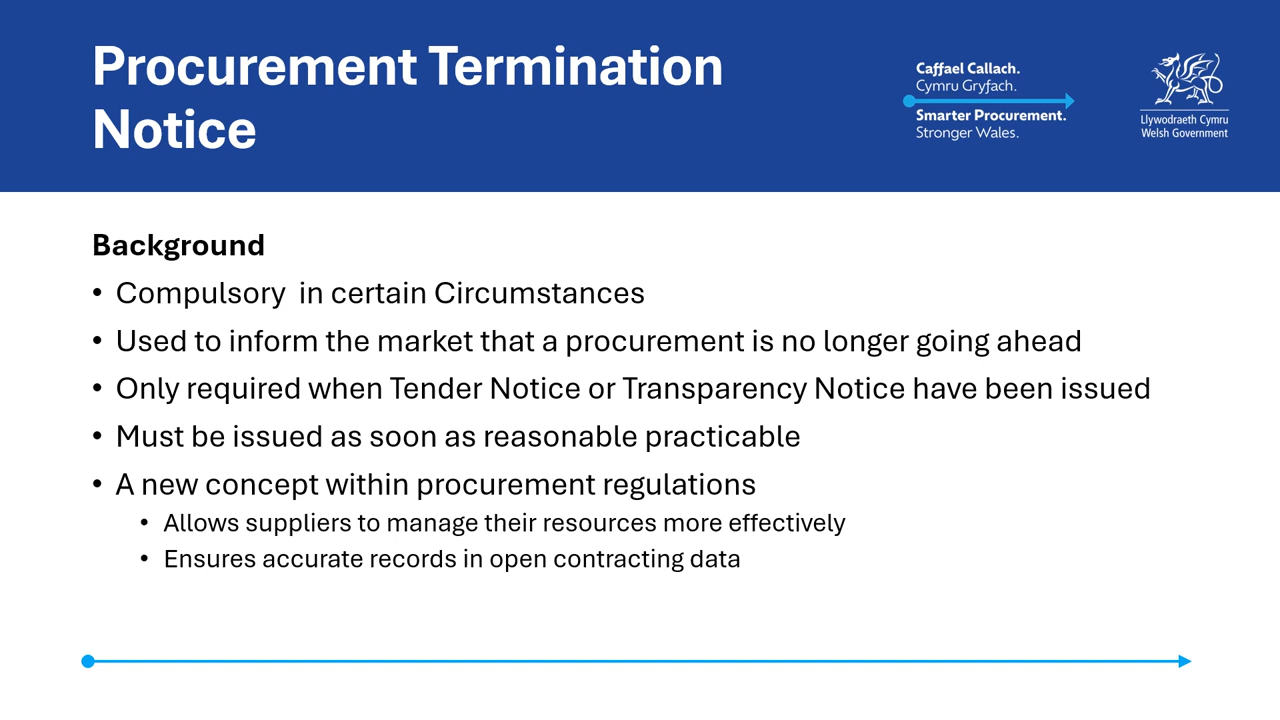 Procurement Termination
Notice
Caffael Callach.
Cymru Gryfach.
Smarter Procurement.
Stronger Wales.
Llywodraeth Cymru
Welsh Government
Background
• Compulsory  in certain Circumstances
• Used to inform the market that a procurement is no longer going ahead
• Only required when Tender Notice or Transparency Notice have been issued
• Must be issued as soon as reasonable practicable
• A new concept within procurement regulations
• Allows suppliers to manage their resources more effectively
• Ensures accurate records in open contracting data